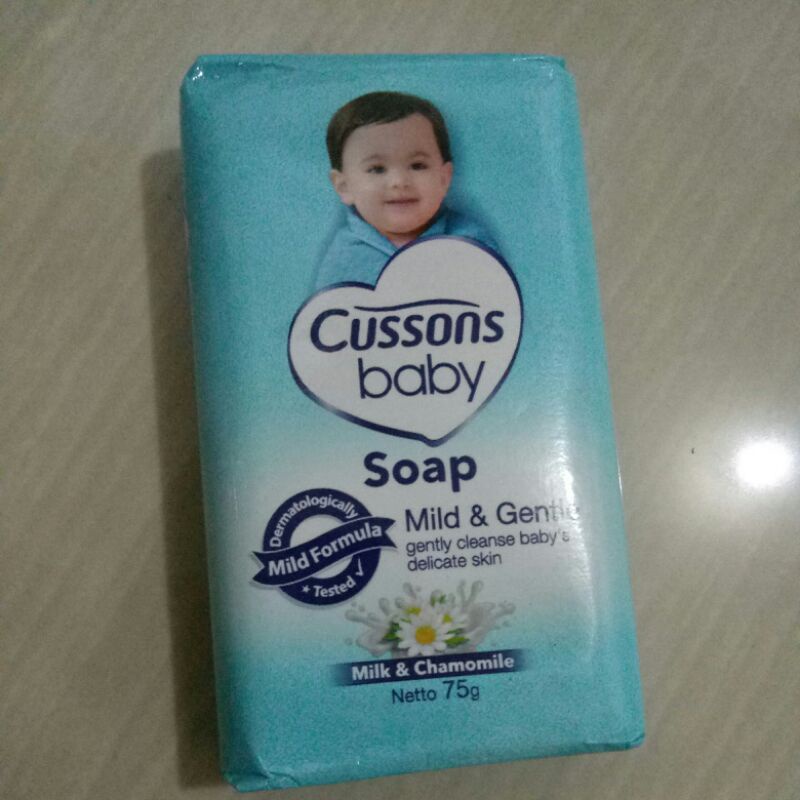 Cussons
baby
Soap
Dermatologically
Mild Formula
Tested
Mild & Gentle
gently cleanse baby's
delicate skin
Milk & Chamomile
Netto 75g